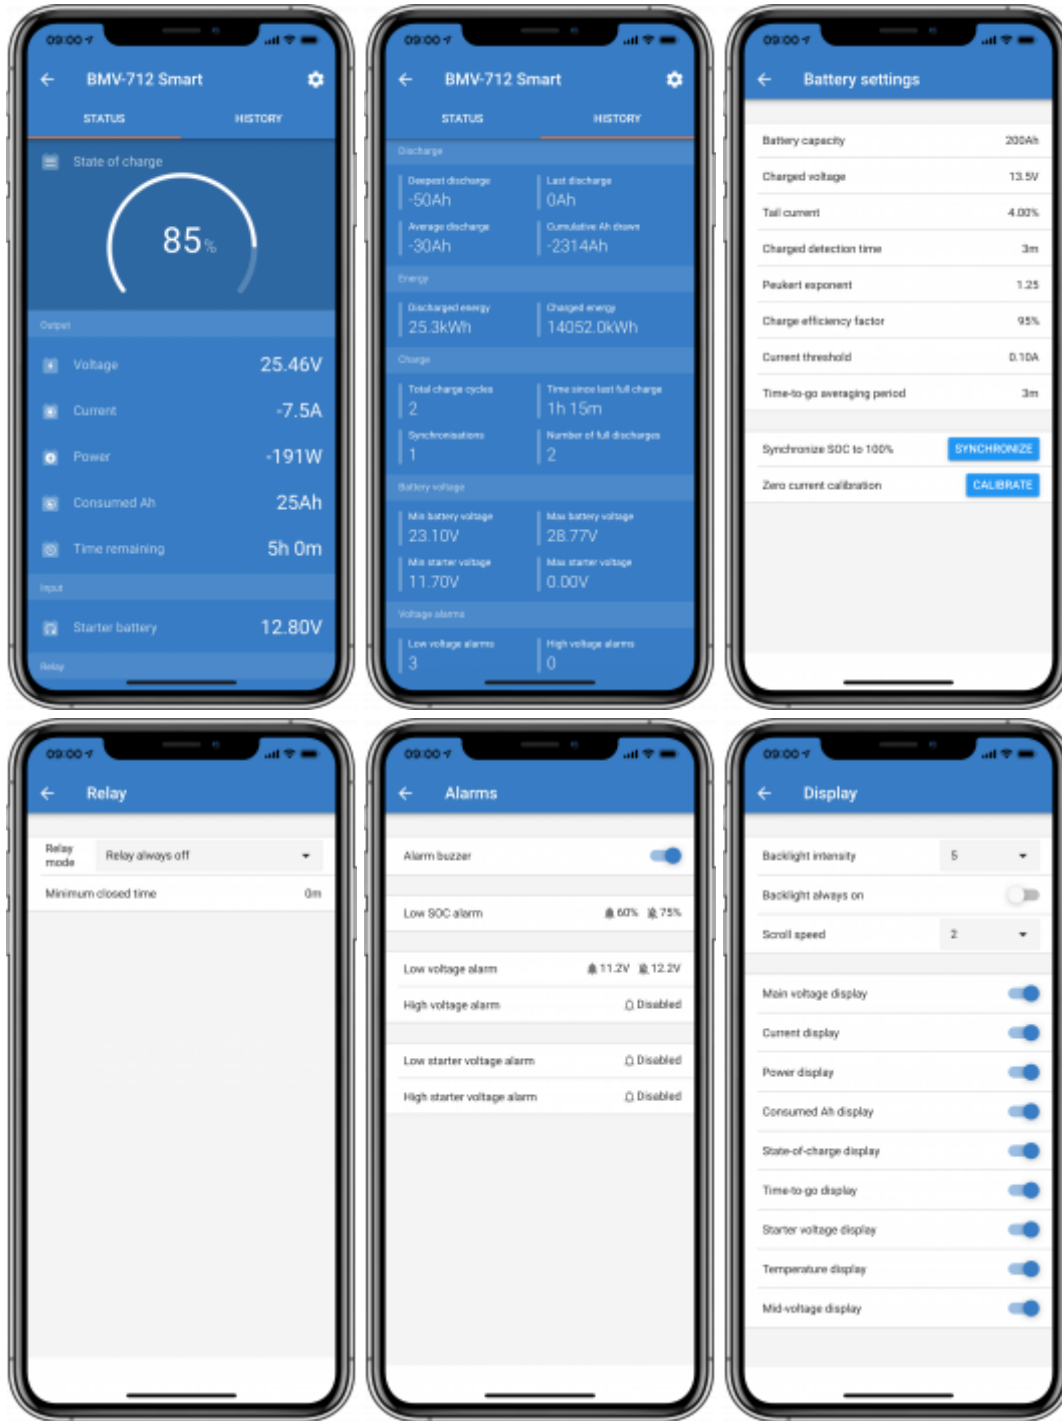 09:00
BMV-712 Smart
STATUS HISTORY
State of charge
85%
Output
Voltage 25.46V
Current -7.5A
Power -191W
Consumed Ah 25Ah
Time remaining 5h 0m
Input
Starter battery 12.80V
Relay
09:00
BMV-712 Smart
STATUS HISTORY
Discharge
Deepest discharge Last discharge
-50Ah 0Ah
Average discharge Cumulative Ah drawn
-30Ah -2314Ah
Energy
Discharged energy Charged energy
25.3kWh 14052.0kWh
Charge
Total charge cycles Time since last full charge
2 1h 15m
Synchronisations Number of full discharges
1 2
Battery voltage
Min battery voltage Max battery voltage
23.10V 28.77V
Min starter voltage Max starter voltage
11.70V 0.00V
Voltage alarms
Low voltage alarms High voltage alarms
3 0
09:00
Battery settings
Battery capacity 200Ah
Charged voltage 13.5V
Tail current 4.00%
Charged detection time 3m
Peukert exponent 1.25
Charge efficiency factor 95%
Current threshold 0.10A
Time-to-go averaging period 3m
Synchronize SOC to 100% SYNCHRONIZE
Zero current calibration CALIBRATE
09:00
Relay
Relay mode Relay always off
Minimum closed time 0m
09:00
Alarms
Alarm buzzer
Low SOC alarm 60% 75%
Low voltage alarm 11.2V 12.2V
High voltage alarm Disabled
Low starter voltage alarm Disabled
High starter voltage alarm Disabled
09:00
Display
Backlight intensity 5
Backlight always on
Scroll speed 2
Main voltage display
Current display
Power display
Consumed Ah display
State-of-charge display
Time-to-go display
Starter voltage display
Temperature display
Mid-voltage display